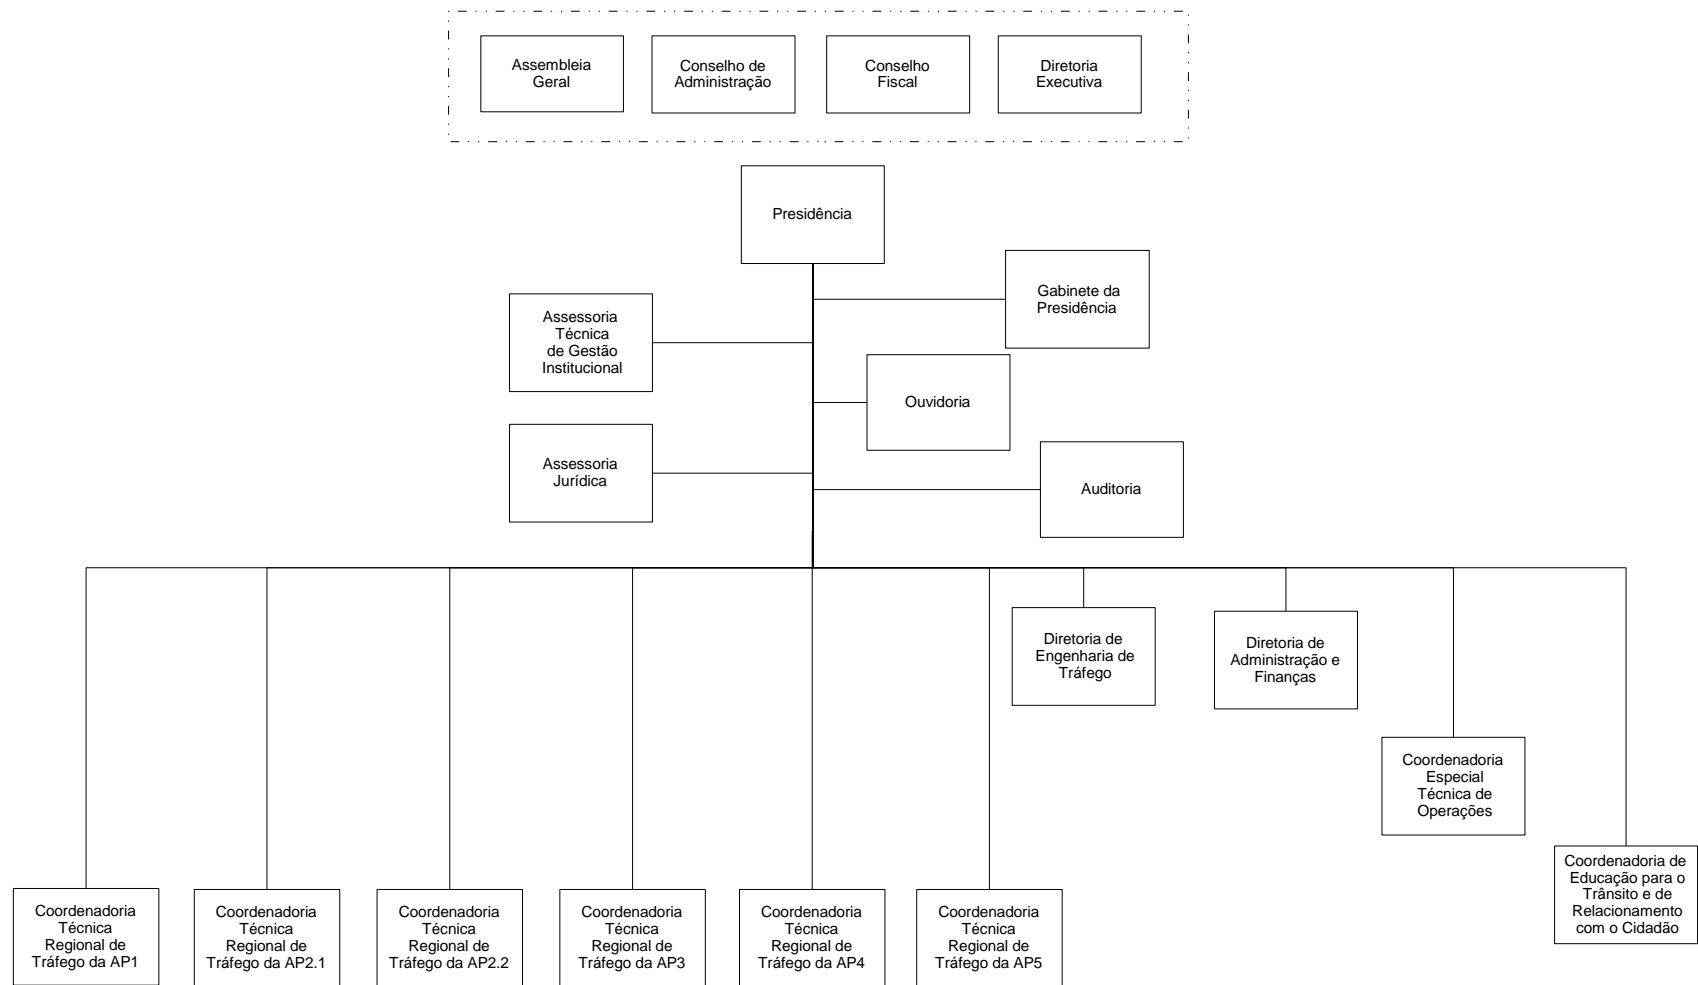 Assembleia
Geral
Conselho de
Administração
Conselho
Fiscal
Diretoria
Executiva
Presidência
Gabinete da
Presidência
Assessoria
Técnica
de Gestão
Institucional
Ouvidoria
Assessoria
Jurídica
Auditoria
Diretoria de
Engenharia de
Tráfego
Diretoria de
Administração e
Finanças
Coordenadoria
Especial
Técnica de
Operações
Coordenadoria de
Educação para o
Trânsito e de
Relacionamento
com o Cidadão
Coordenadoria
Técnica
Regional de
Tráfego da AP1
Coordenadoria
Técnica
Regional de
Tráfego da AP2.1
Coordenadoria
Técnica
Regional de
Tráfego da AP2.2
Coordenadoria
Técnica
Regional de
Tráfego da AP3
Coordenadoria
Técnica
Regional de
Tráfego da AP4
Coordenadoria
Técnica
Regional de
Tráfego da AP5